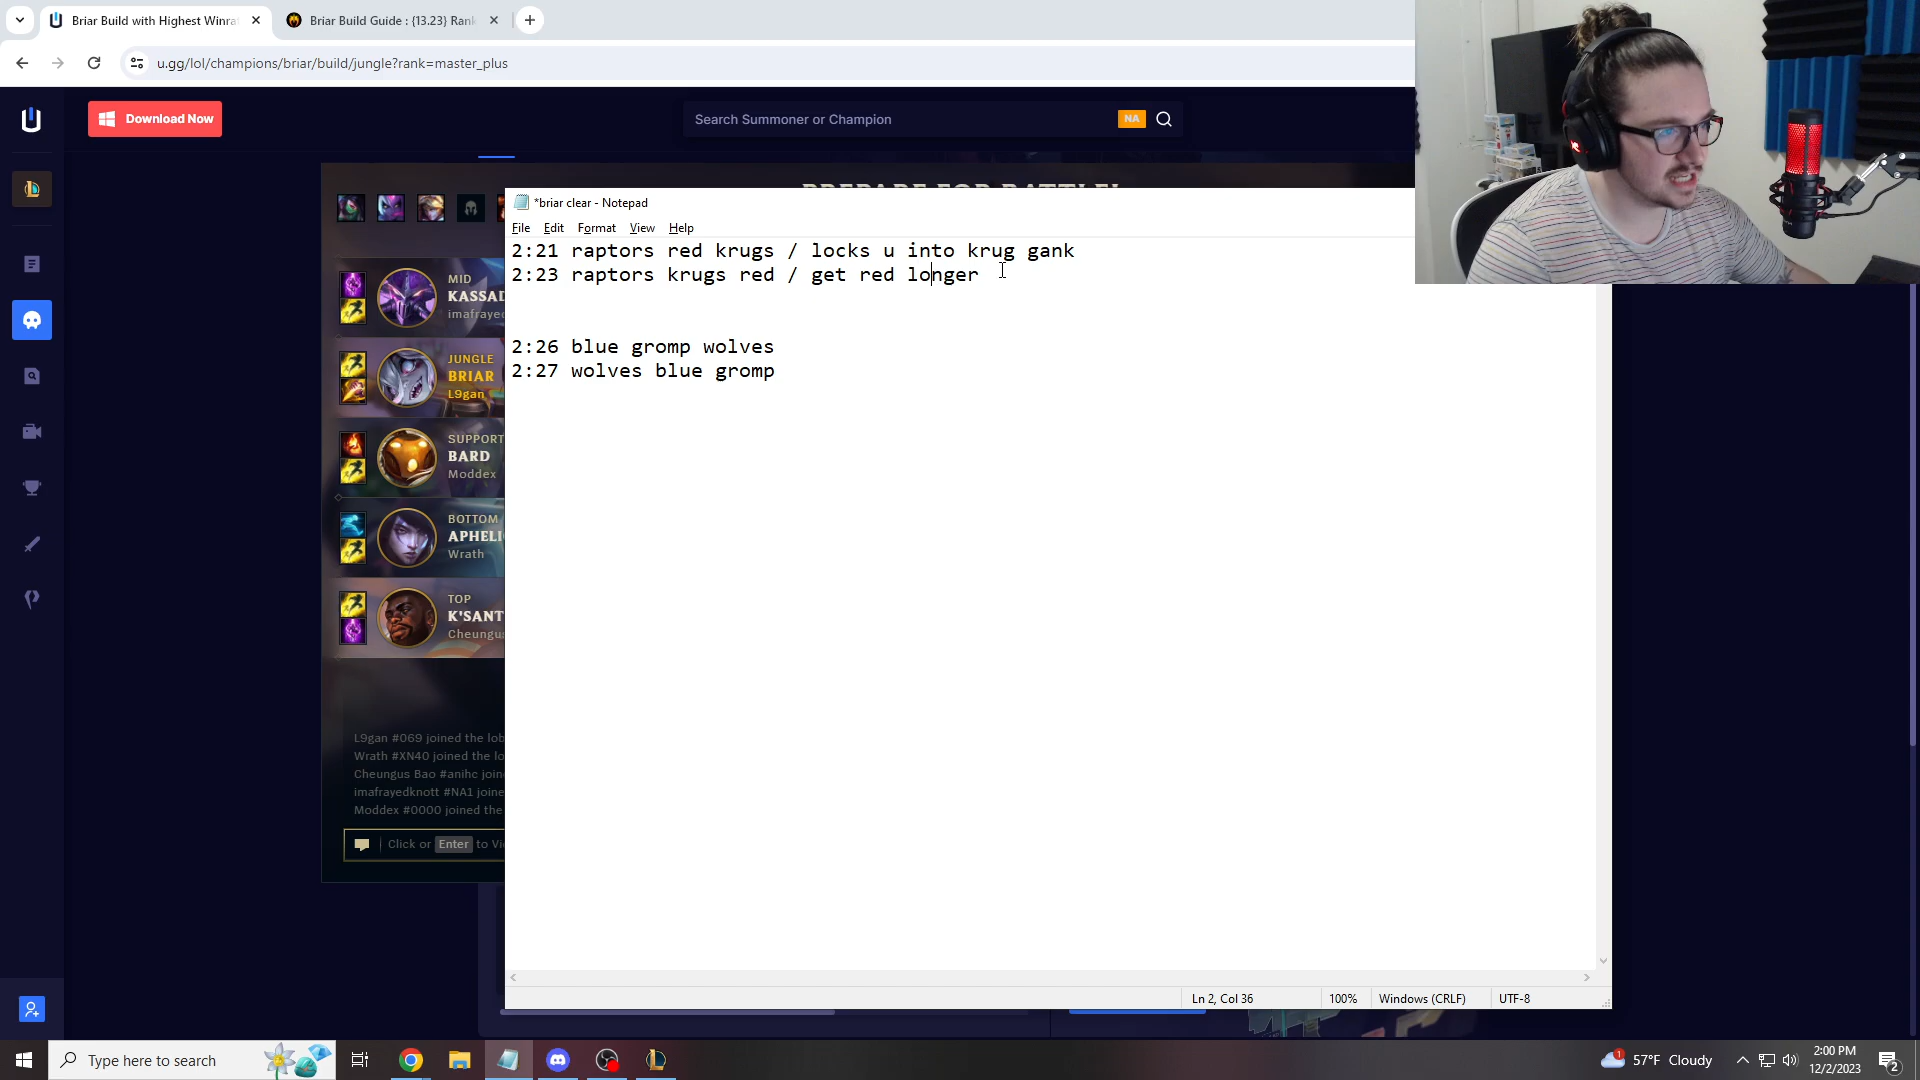 Briar Build with Highest Winra
Briar Build Guide : {13.23} Rank
u.gg/lol/champions/briar/build/jungle?rank=master_plus
Download Now
Search Summoner or Champion
NA
*briar clear - Notepad
File Edit Format View Help
2:21 raptors red krugs / locks u into krug gank
2:23 raptors krugs red / get red longer
2:26 blue gromp wolves
2:27 wolves blue gromp
MID
KASSAD
imafrayed
JUNGLE
BRIAR
L9gan
SUPPORT
BARD
Moddex
BOTTOM
APHELI
Wrath
TOP
K'SANT
Cheungus
L9gan #069 joined the lob
Wrath #XN40 joined the lo
Cheungus Bao #anihc join
imafrayedknott #NA1 joine
Moddex #0000 joined the
Click or Enter to Vi
Ln 2, Col 36
100%
Windows (CRLF)
UTF-8
Type here to search
1
57°F Cloudy
2:00 PM
12/2/2023
2